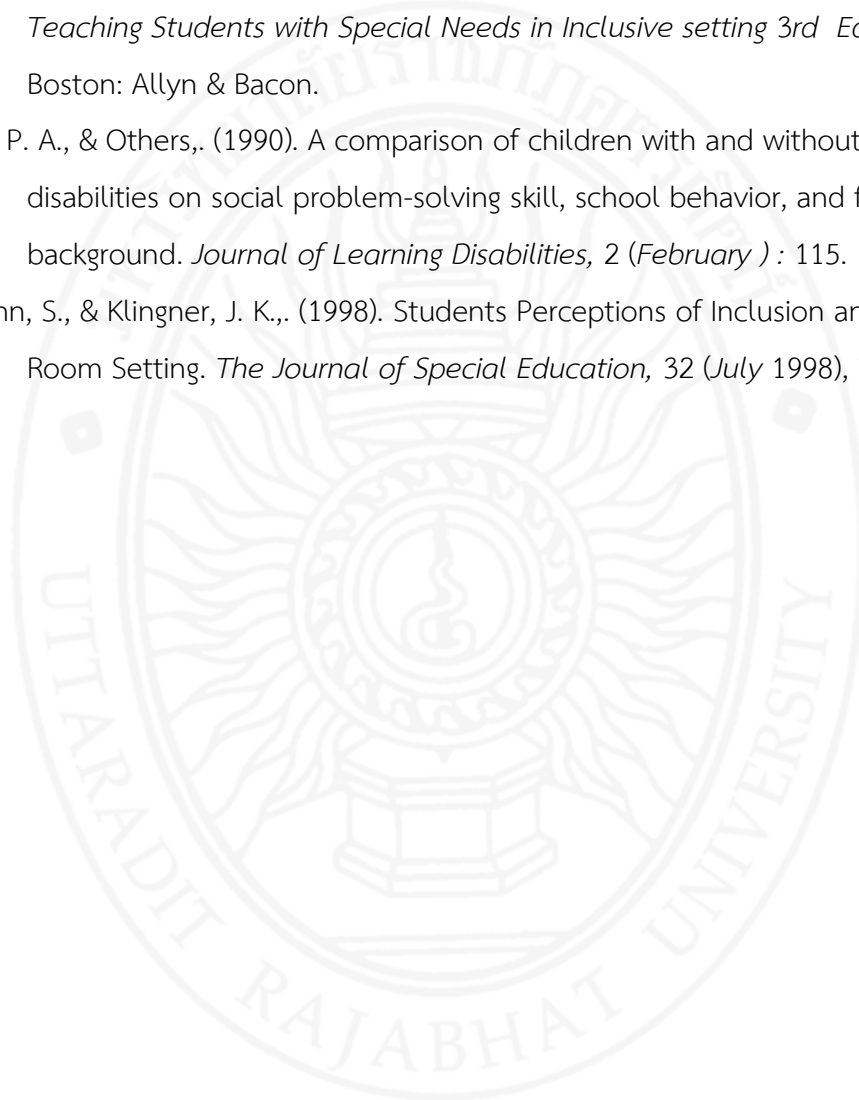 Teaching Students with Special Needs in Inclusive setting 3rd
Boston: Allyn & Bacon.
P. A., & Others,. (1990). A comparison of children with and without
disabilities on social problem-solving skill, school behavior, and
background. Journal of Learning Disabilities, 2 (February ) : 115.
nn, S., & Klingner, J. K.,. (1998). Students Perceptions of Inclusion
Room Setting. The Journal of Special Education, 32 (July 1998),
UTTARADIT RAJABHAT UNIVERSITY